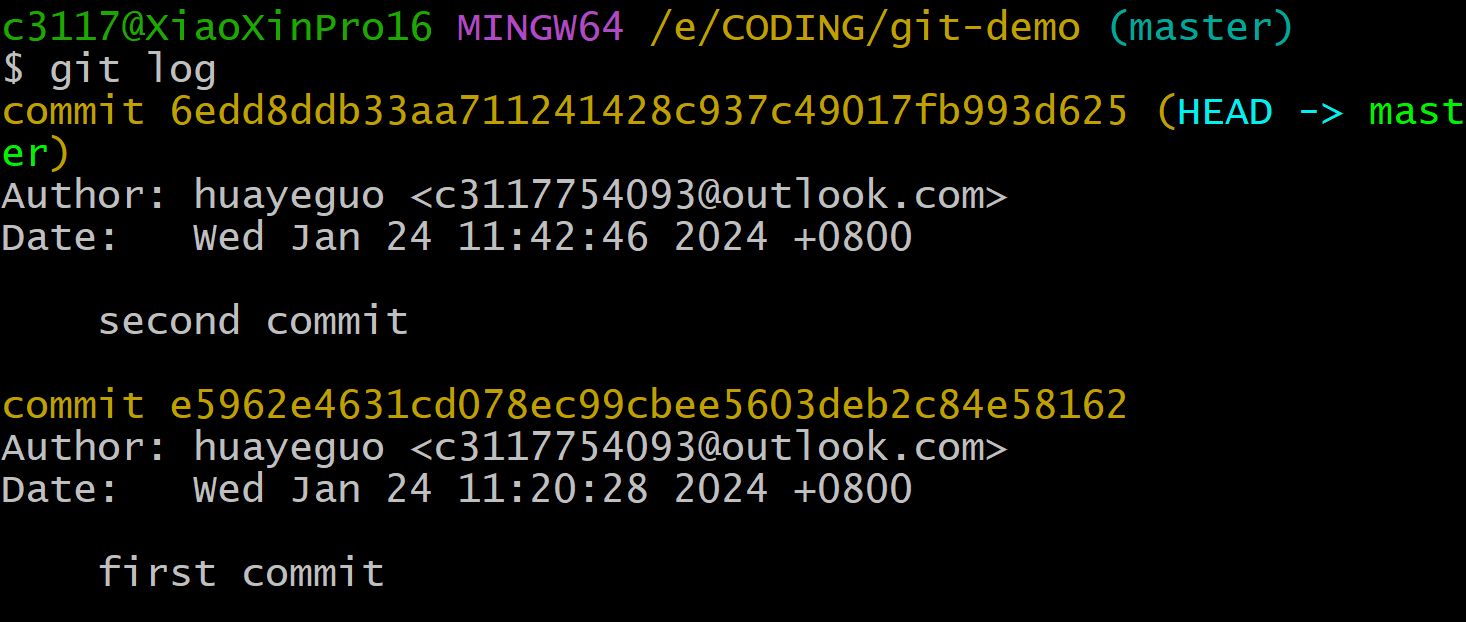 c3117@XiaoXinPro16 MINGW64 /e/CODING/git-demo (master)
$ git log
commit 6edd8ddb33aa711241428c937c49017fb993d625 (HEAD -> mast
er)
Author: huayeguo <c3117754093@outlook.com>
Date:   Wed Jan 24 11:42:46 2024 +0800
    second commit
commit e5962e4631cd078ec99cbee5603deb2c84e58162
Author: huayeguo <c3117754093@outlook.com>
Date:   Wed Jan 24 11:20:28 2024 +0800
    first commit